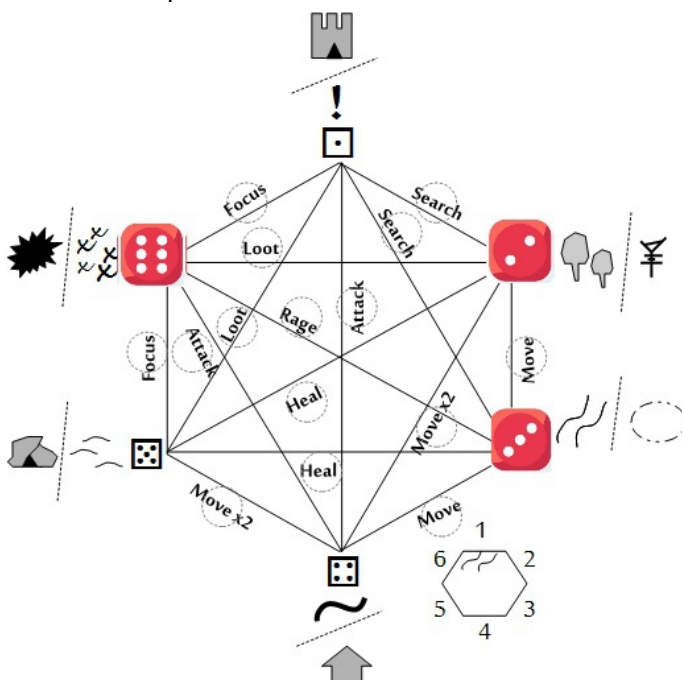 !
Focus
Search
Search
Loot
Attack
Loot
Rage
Attack
Focus
Move
Heal
Move x2
Heal
Move x2
Move
1
6
2
5
3
4